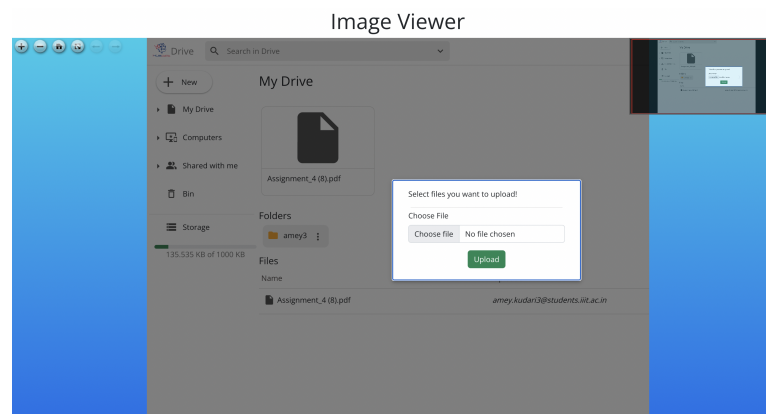 Image Viewer
Drive
Search in Drive
New
My Drive
My Drive
Computers
Shared with me
Bin
Storage
135.535 KB of 1000 KB
Assignment_4 (8).pdf
Folders
amey3
Files
Name
Assignment_4 (8).pdf
amey.kudari3@students.iiit.ac.in
Select files you want to upload!
Choose File
Choose file No file chosen
Upload